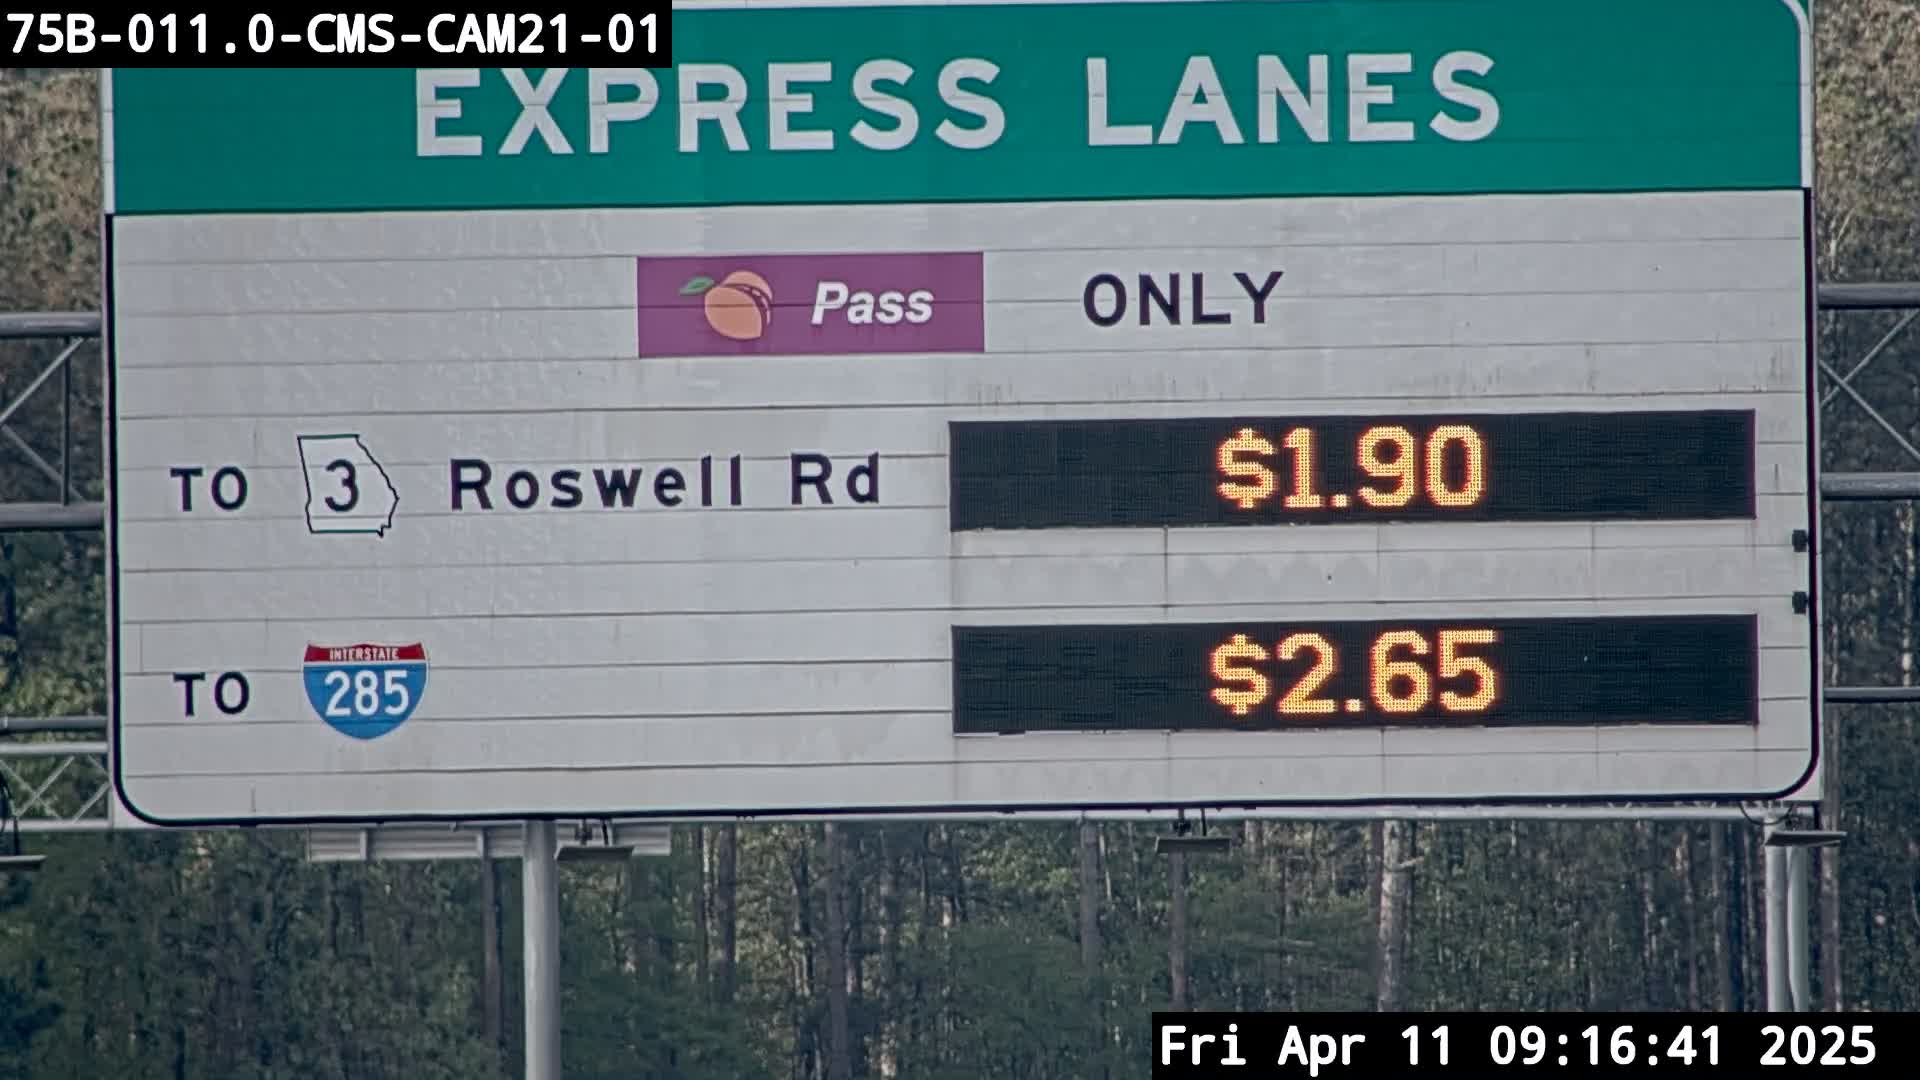 75B-011.0-CMS-CAM21-01
EXPRESS LANES
Pass ONLY
TO 3 Roswell Rd $1.90
TO INTERSTATE 285 $2.65
Fri Apr 11 09:16:41 2025